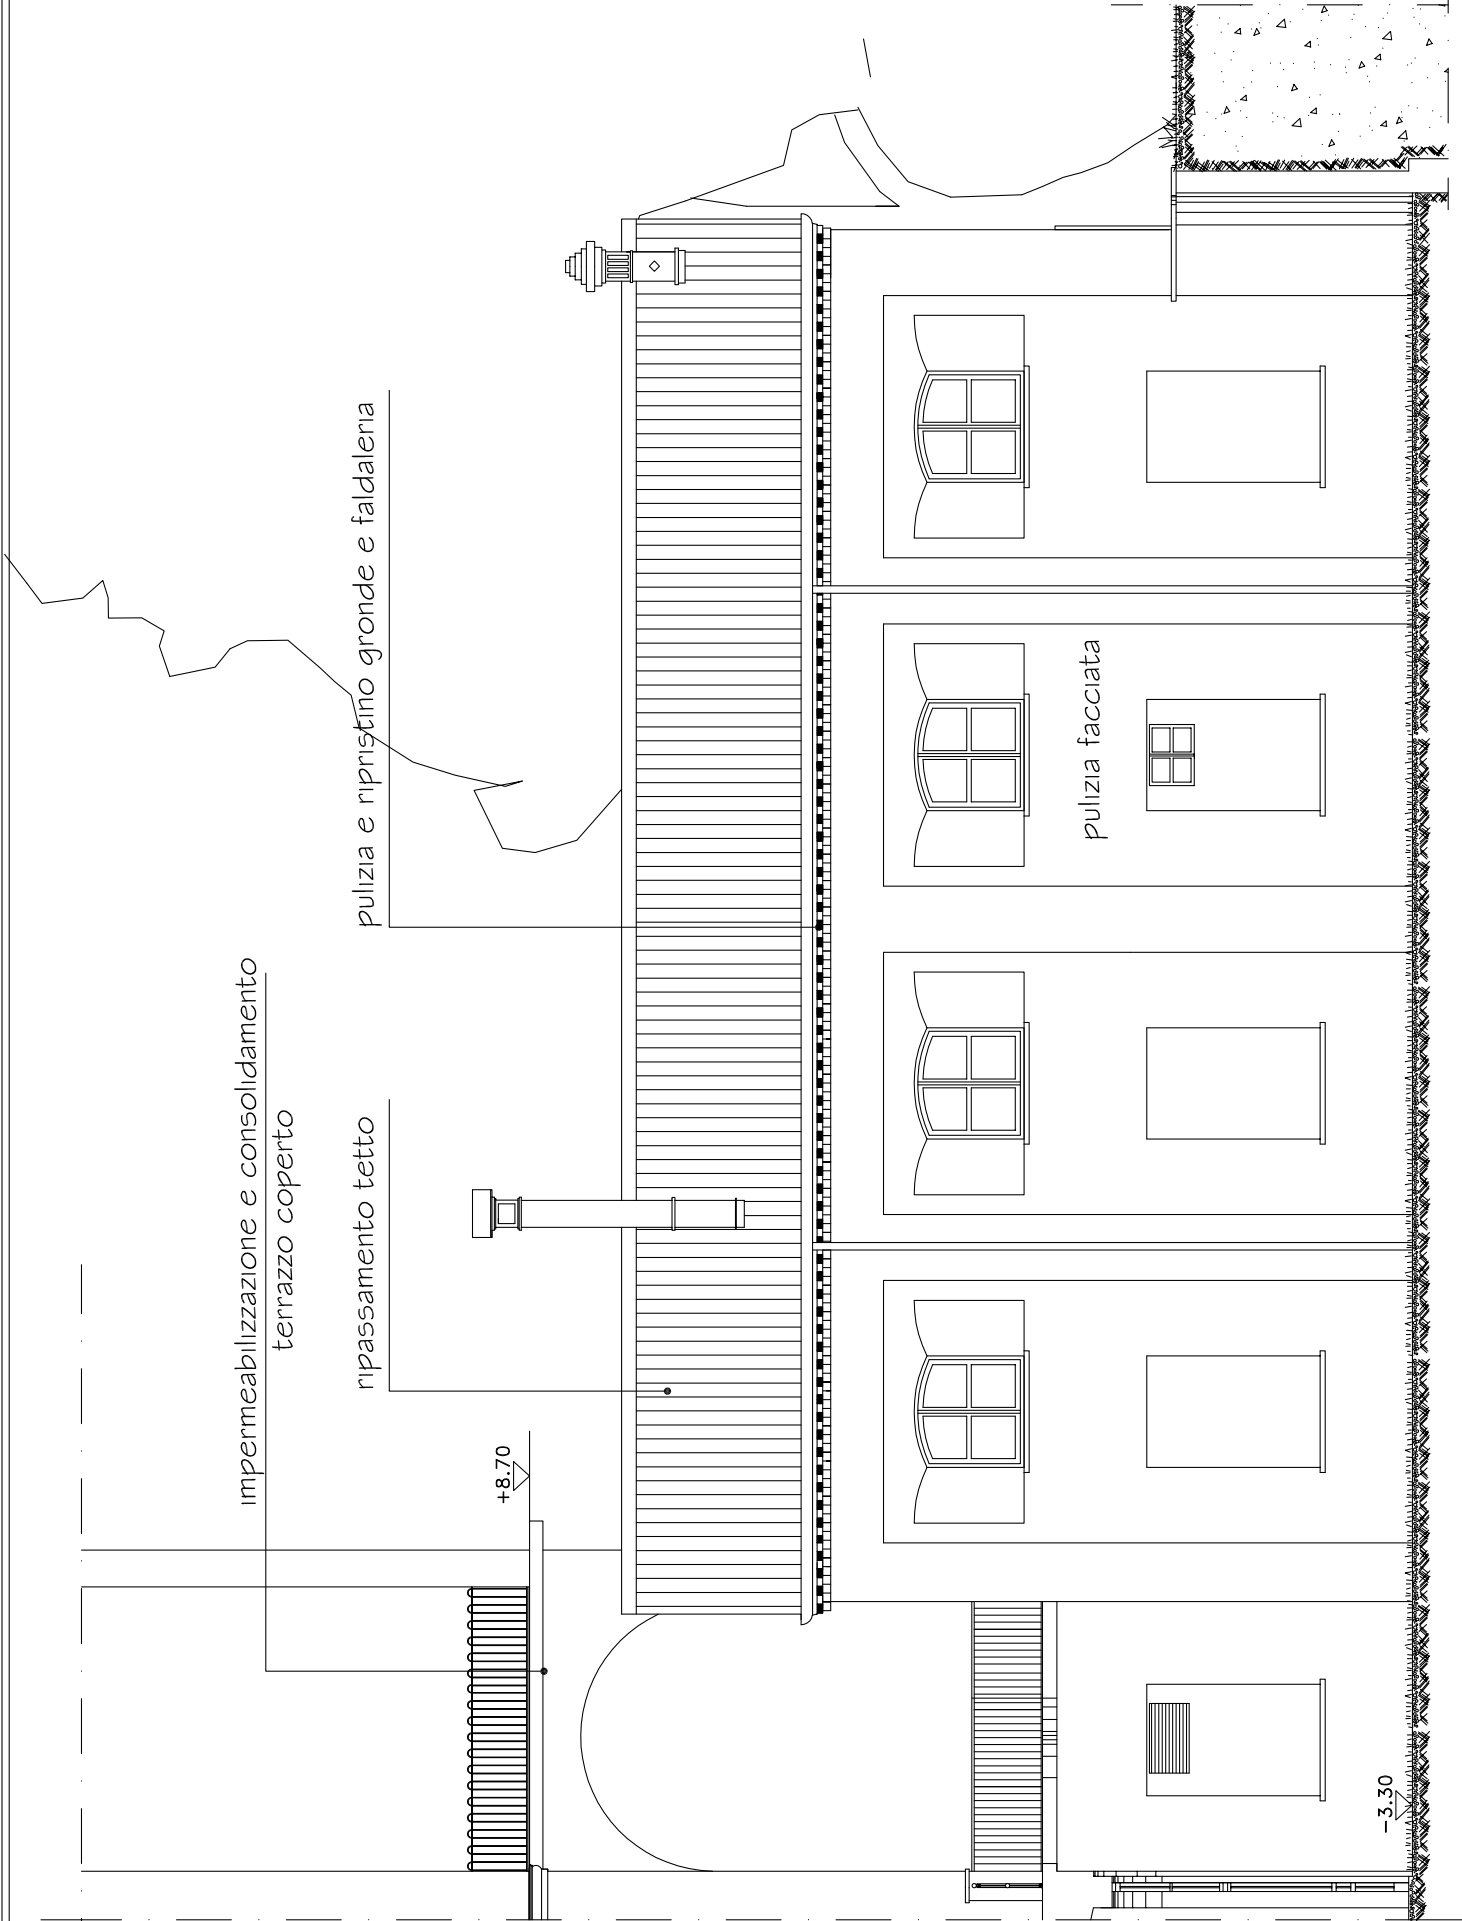 impermeabilizzazione e consolidamento
terrazzo coperto
pulizia e ripristino gronde e faldaleria
ripassamento tetto
+8.70
pulizia facciata
-3.30